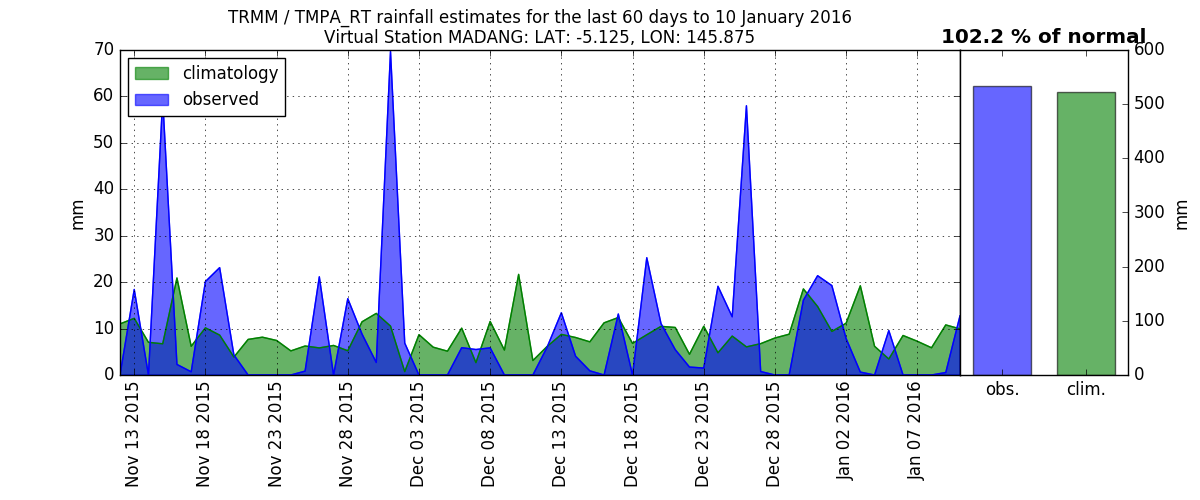 TRMM / TMPA_RT rainfall estimates for the last 60 days to 10 January 2016
Virtual Station MADANG: LAT: -5.125, LON: 145.875
102.2 % of normal
climatology
observed
70
60
50
40
30
20
10
0
mm
Nov 13 2015
Nov 18 2015
Nov 23 2015
Nov 28 2015
Dec 03 2015
Dec 08 2015
Dec 13 2015
Dec 18 2015
Dec 23 2015
Dec 28 2015
Jan 02 2016
Jan 07 2016
obs.
clim.
600
500
400
300
200
100
0
mm